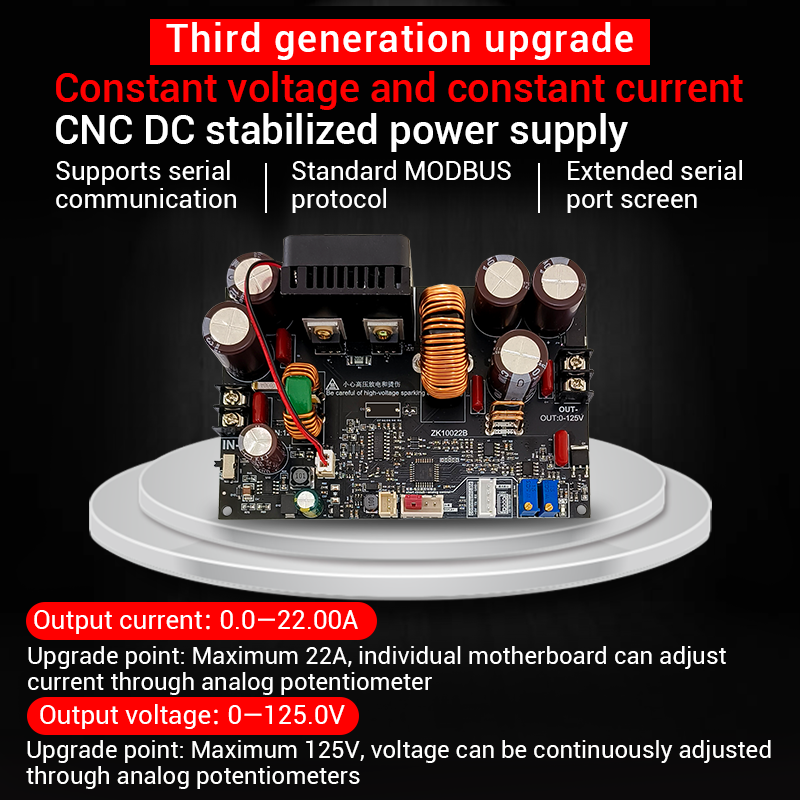 Third generation upgrade
Constant voltage and constant current
CNC DC stabilized power supply
Supports serial
communication
Standard MODBUS
protocol
Extended serial
port screen
小心高压放电和烫伤
Be careful of high-voltage sparking
ZK10022B
OUT-
OUT:0-125V
IN-
Output current: 0.0—22.00A
Upgrade point: Maximum 22A, individual motherboard can adjust
current through analog potentiometer
Output voltage: 0—125.0V
Upgrade point: Maximum 125V, voltage can be continuously adjusted
through analog potentiometers